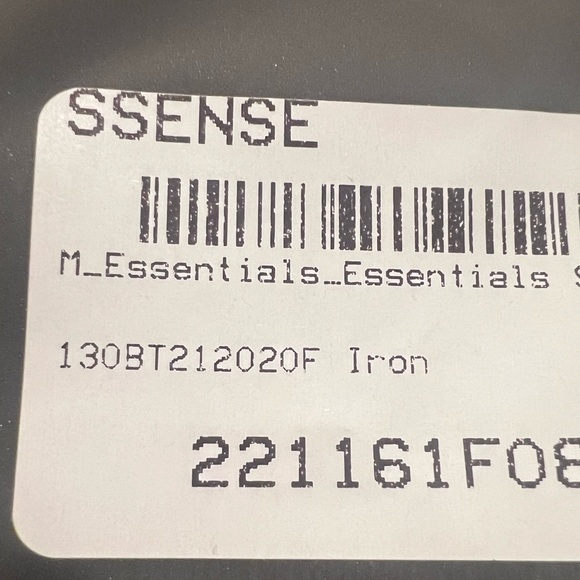 SSENSE
M_Essentials_Essentials
130BT212020F Iron
221161F08